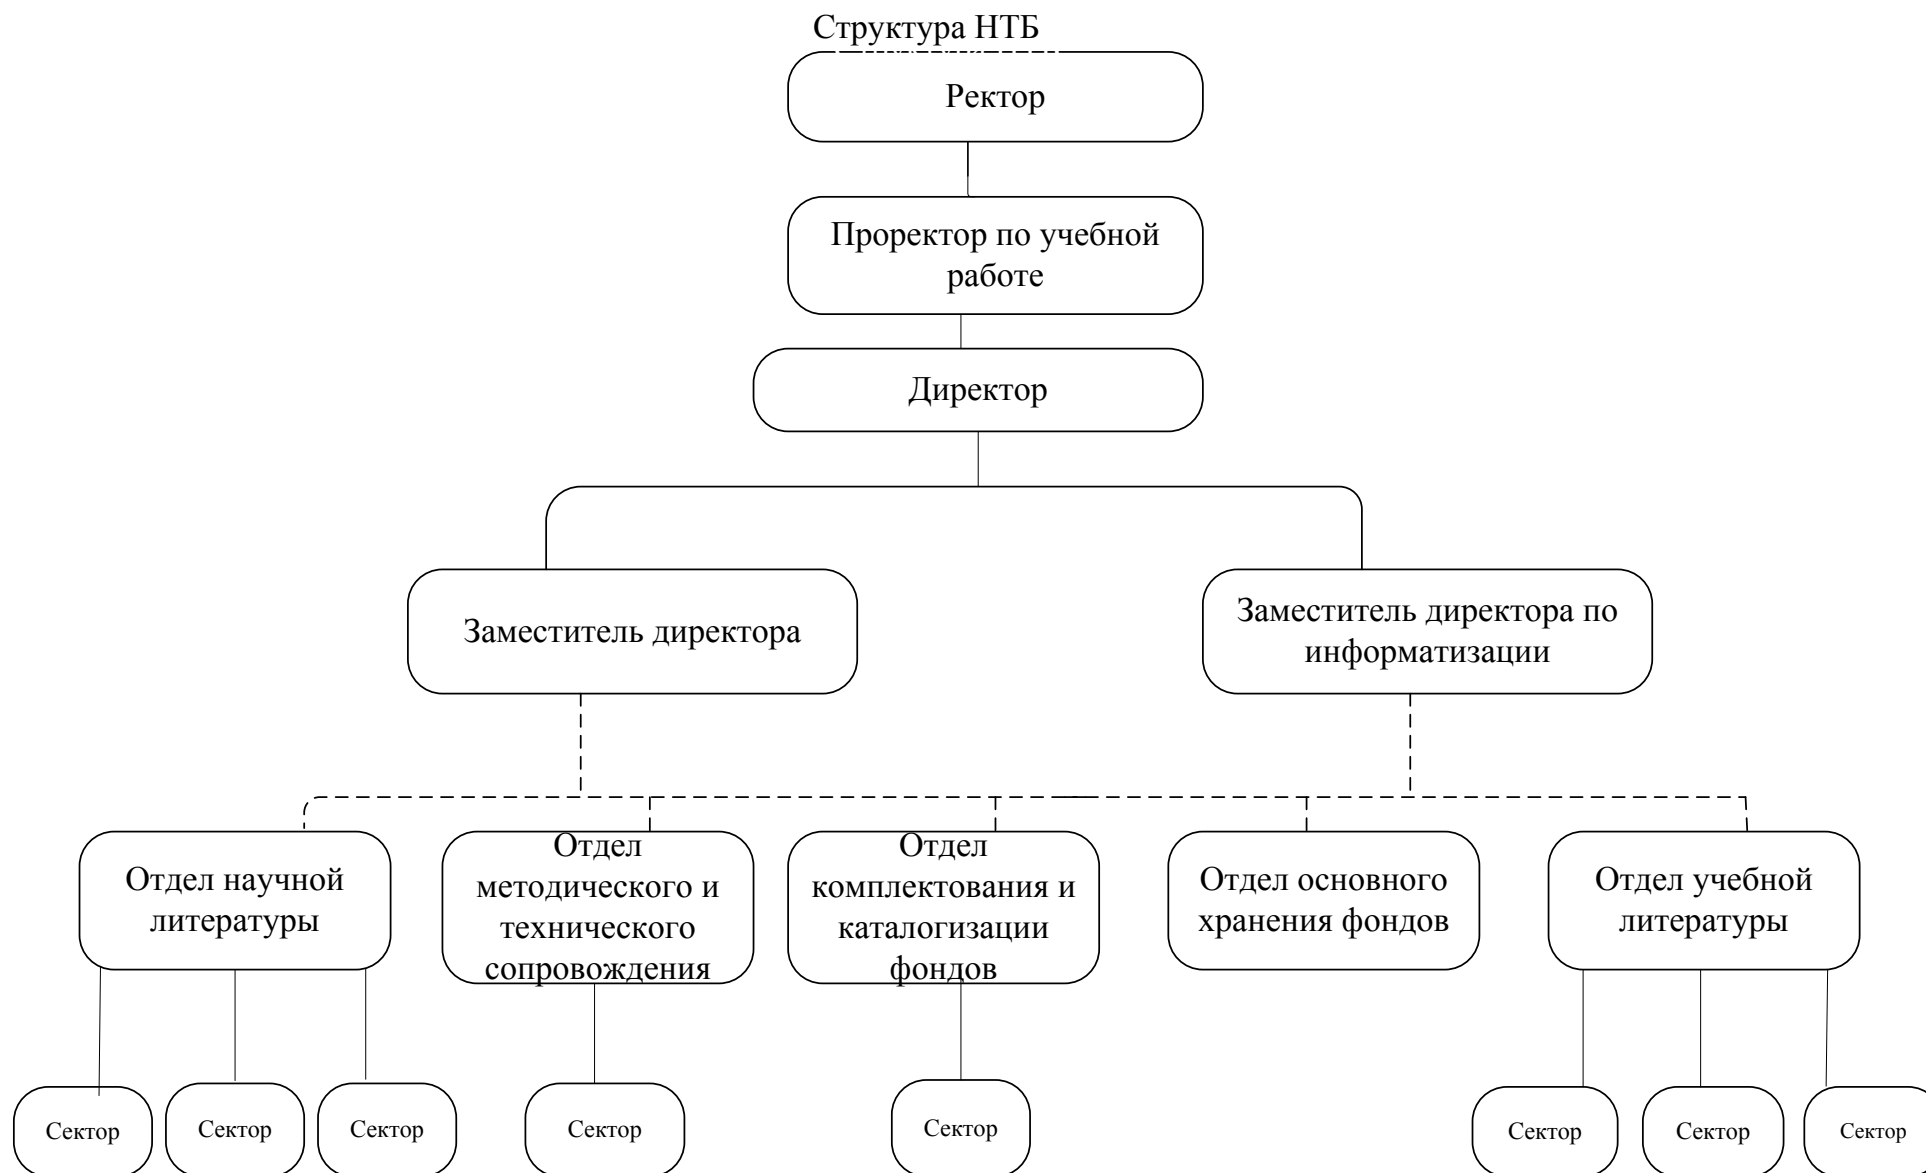 Структура НТБ
Ректор
Проректор по учебной
работе
Директор
Заместитель директора
Заместитель директора по
информатизации
Отдел научной
литературы
Отдел
методического и
технического
сопровождения
Отдел
комплектования и
каталогизации
фондов
Отдел основного
хранения фондов
Отдел учебной
литературы
Сектор
Сектор
Сектор
Сектор
Сектор
Сектор
Сектор
Сектор